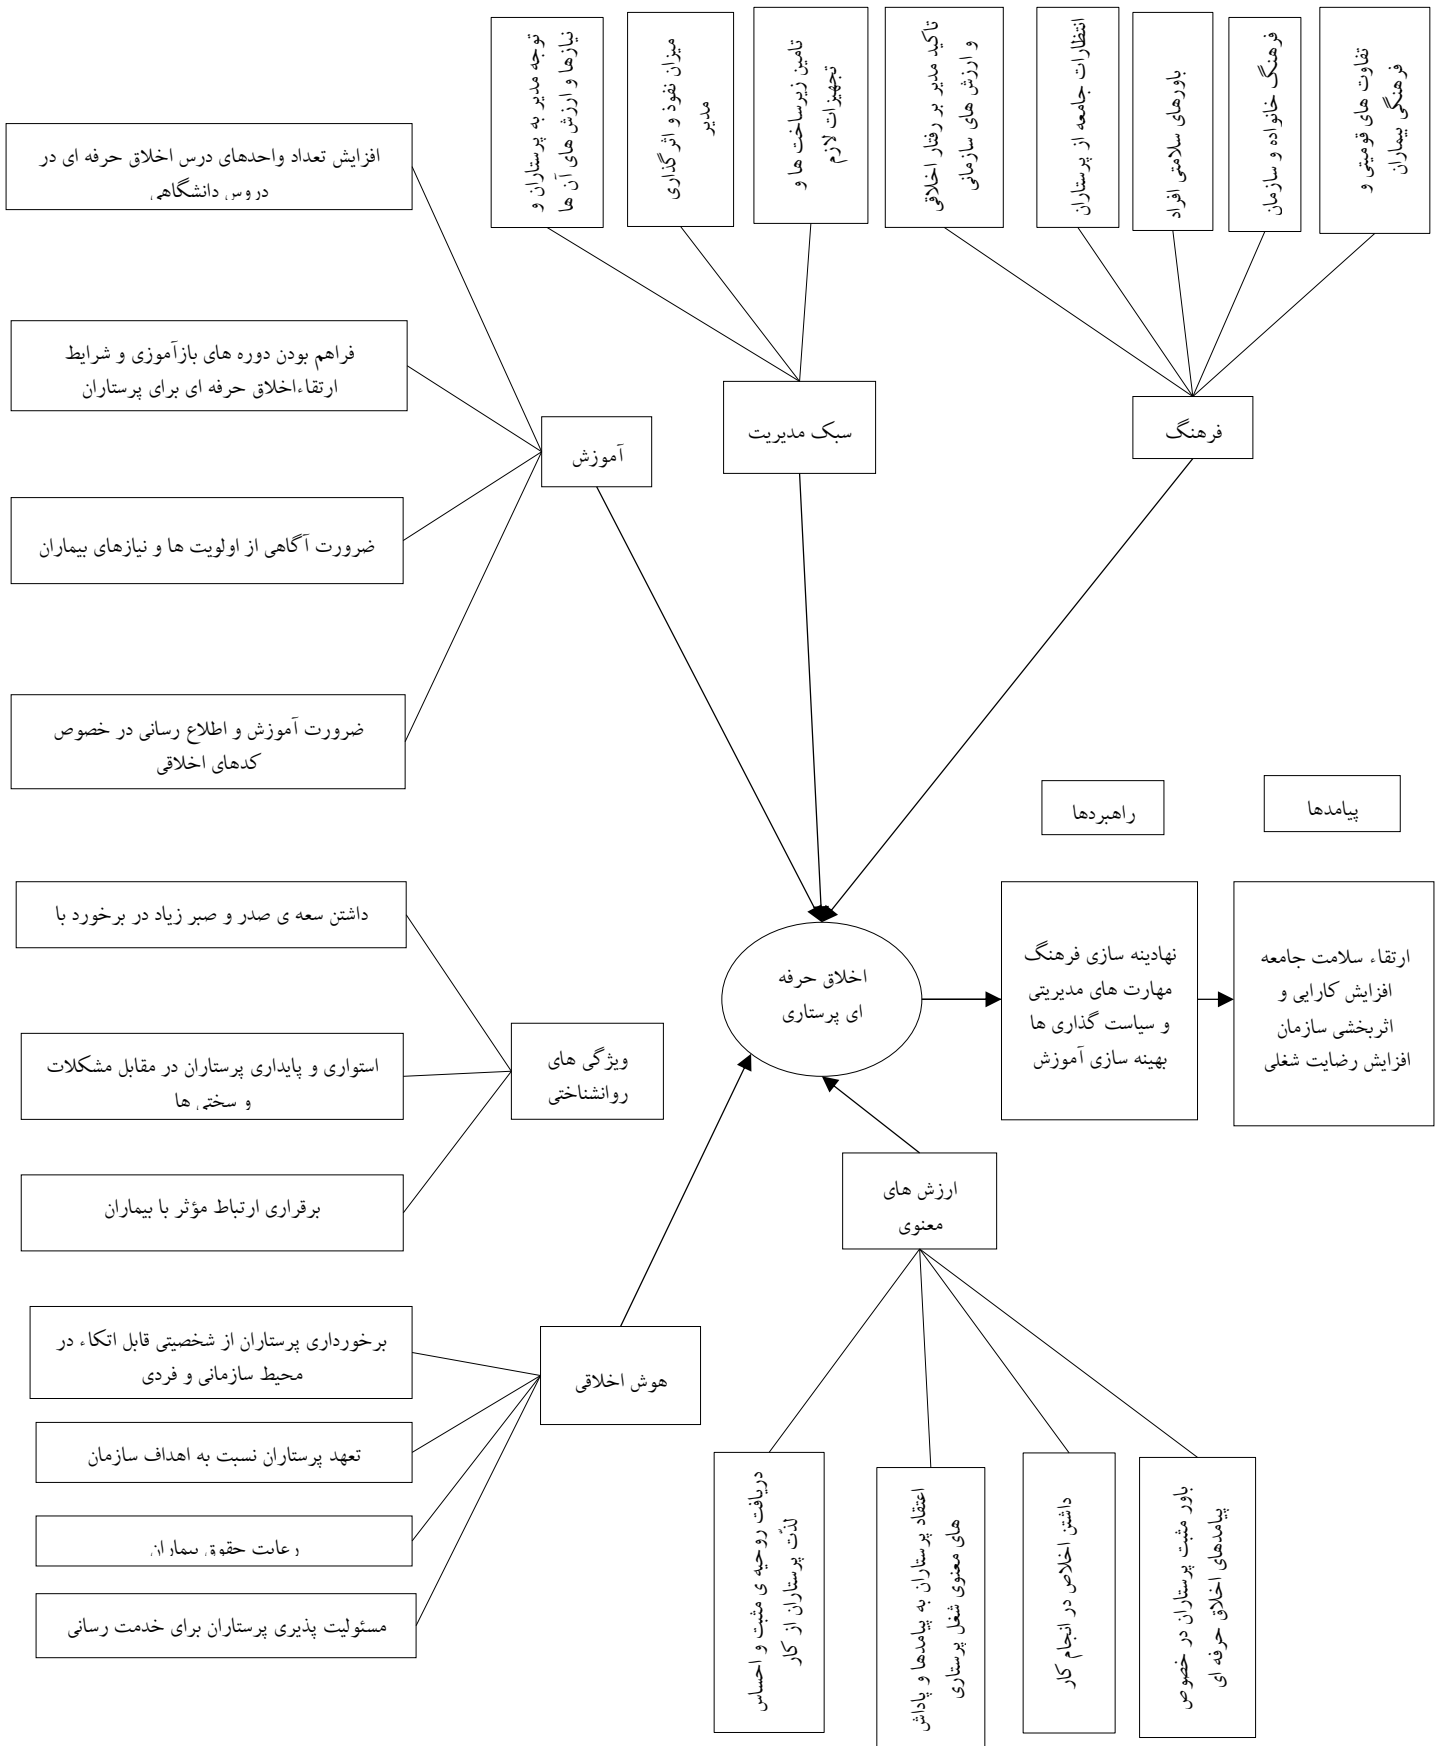 توجه مدیر به پرستاران و
نیازها و ارزش های آن ها
میزان نفوذ و اثر گذاری
مدیر
تامین زیرساخت ها و
تجهیزات لازم
تاکید مدیر بر رفتار اخلاقی
و ارزش های سازمانی
انتظارات جامعه از پرستاران
باورهای سلامتی افراد
فرهنگ خانواده و سازمان
تفاوت های قومیتی و
فرهنگی بیماران
افزایش تعداد واحدهای درس اخلاق حرفه ای در
دروس دانشگاهی
فراهم بودن دوره های بازآموزی و شرایط
ارتقاءاخلاق حرفه ای برای پرستاران
ضرورت آگاهی از اولویت ها و نیازهای بیماران
ضرورت آموزش و اطلاع رسانی در خصوص
کدهای اخلاقی
آموزش
سبک مدیریت
فرهنگ
راهبردها
پیامدها
داشتن سعه ی صدر و صبر زیاد در برخورد با
استواری و پایداری پرستاران در مقابل مشکلات
و سختی ها
برقراری ارتباط مؤثر با بیماران
ویژگی های
روانشناختی
اخلاق حرفه
ای پرستاری
نهادینه سازی فرهنگ
مهارت های مدیریتی
و سیاست گذاری ها
بهینه سازی آموزش
ارتقاء سلامت جامعه
افزایش کارایی و
اثربخشی سازمان
افزایش رضایت شغلی
ارزش های
معنوی
برخورداری پرستاران از شخصیتی قابل اتکاء در
محیط سازمانی و فردی
تعهد پرستاران نسبت به اهداف سازمان
رعایت حقوق بیماران
مسئولیت پذیری پرستاران برای خدمت رسانی
هوش اخلاقی
دریافت روحیه ی مثبت و احساس
لذّت پرستاران از کار
اعتقاد پرستاران به پیامدها و پاداش
های معنوی شغل پرستاری
داشتن اخلاص در انجام کار
باور مثبت پرستاران در خصوص
پیامدهای اخلاق حرفه ای